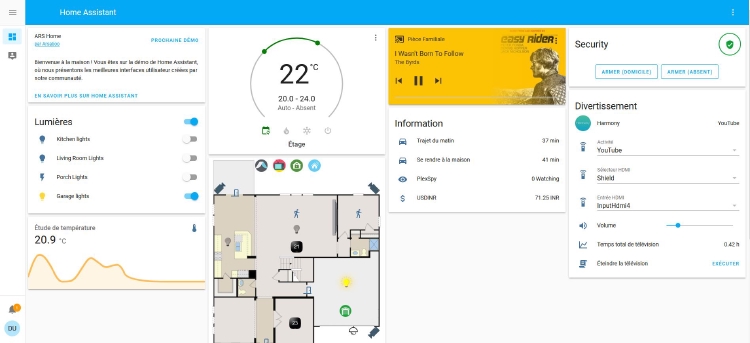 Home Assistant
ARS Home
par Arsaboo
PROCHAINE DÉMO
Bienvenue à la maison ! Vous êtes sur la démo de Home Assistant,
où nous présentons les meilleures interfaces utilisateur créées par
notre communauté.
EN SAVOIR PLUS SUR HOME ASSISTANT
Lumières
Kitchen lights
Living Room Lights
Porch Lights
Garage lights
Étude de température
20.9 °C
22 °C
20.0 - 24.0
Auto - Absent
Étage
Pièce Familiale
I Wasn't Born To Follow
The Byrds
easy Rider
Information
Trajet du matin 37 min
Se rendre à la maison 41 min
PlexSpy 0 Watching
USDINR 71.25 INR
Security
ARMER (DOMICILE)
ARMER (ABSENT)
Divertissement
Harmony YouTube
Activité
YouTube
Sélecteur HDMI
Shield
Entrée HDMI
InputHdmi4
Volume
Temps total de télévision 0.42 h
Éteindre la télévision EXÉCUTER
DU